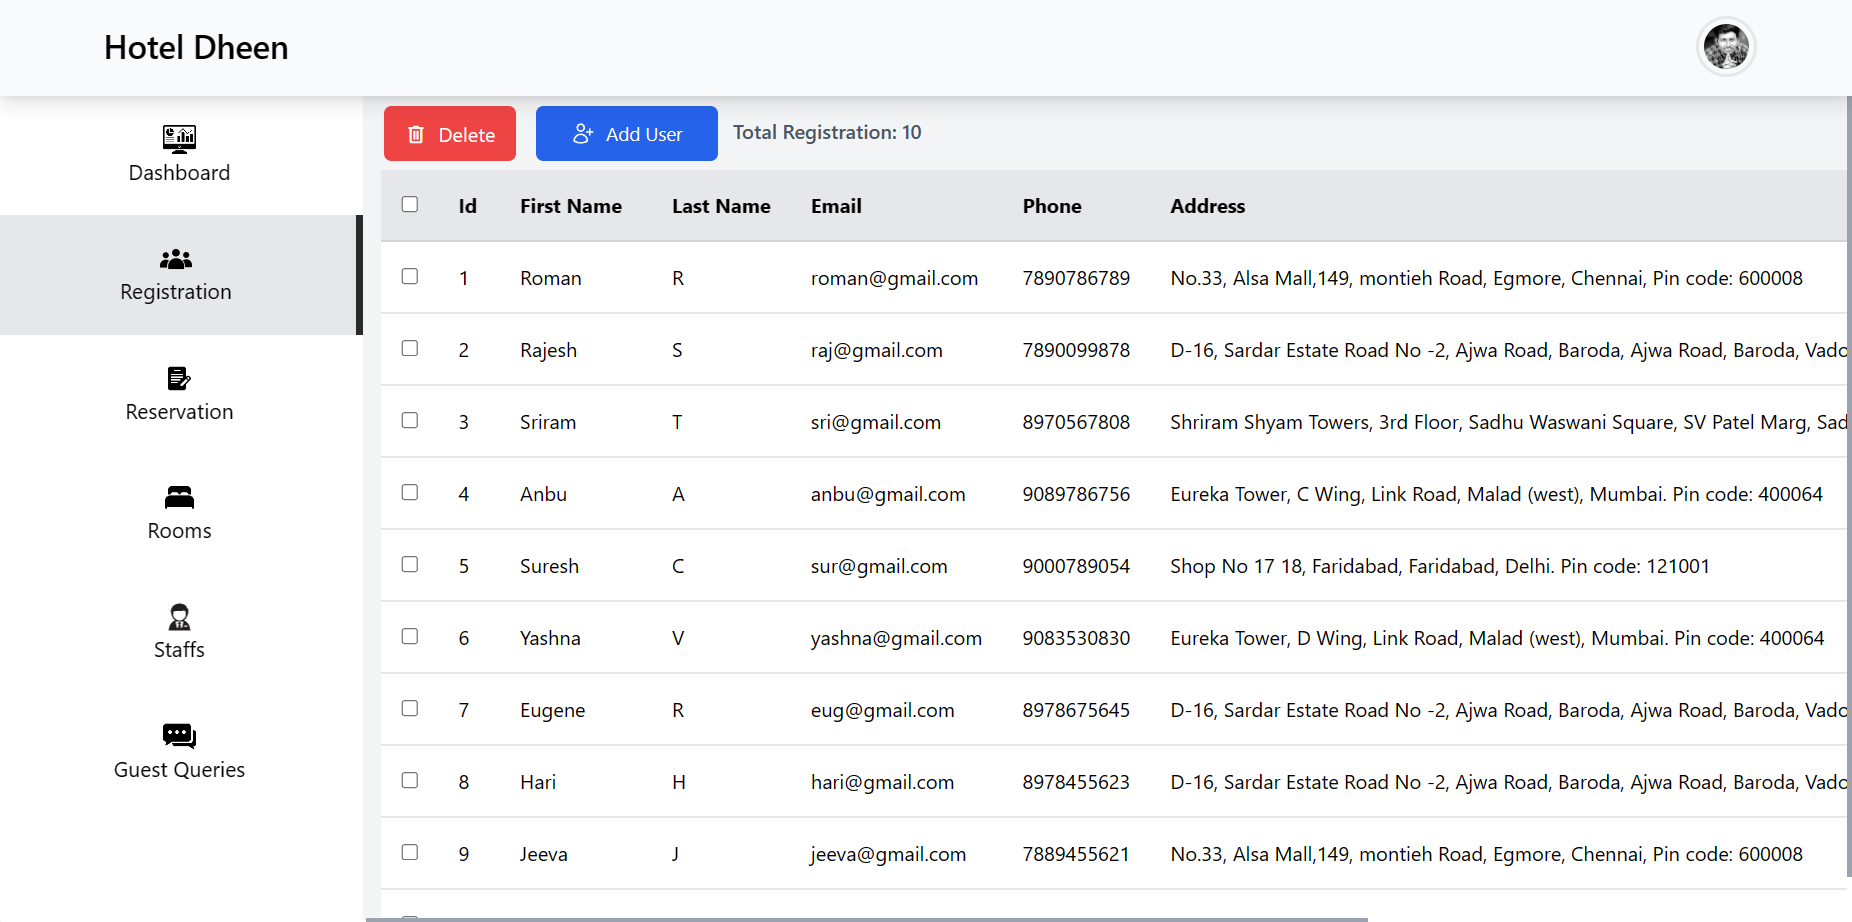 Hotel Dheen
Dashboard
Registration
Reservation
Rooms
Staffs
Guest Queries
Delete Add User Total Registration: 10
Id First Name Last Name Email Phone Address
1 Roman R roman@gmail.com 7890786789 No.33, Alsa Mall,149, montieh Road, Egmore, Chennai, Pin code: 600008
2 Rajesh S raj@gmail.com 7890099878 D-16, Sardar Estate Road No -2, Ajwa Road, Baroda, Ajwa Road, Baroda, Vado
3 Sriram T sri@gmail.com 8970567808 Shriram Shyam Towers, 3rd Floor, Sadhu Waswani Square, SV Patel Marg, Sad
4 Anbu A anbu@gmail.com 9089786756 Eureka Tower, C Wing, Link Road, Malad (west), Mumbai. Pin code: 400064
5 Suresh C sur@gmail.com 9000789054 Shop No 17 18, Faridabad, Faridabad, Delhi. Pin code: 121001
6 Yashna V yashna@gmail.com 9083530830 Eureka Tower, D Wing, Link Road, Malad (west), Mumbai. Pin code: 400064
7 Eugene R eug@gmail.com 8978675645 D-16, Sardar Estate Road No -2, Ajwa Road, Baroda, Ajwa Road, Baroda, Vado
8 Hari H hari@gmail.com 8978455623 D-16, Sardar Estate Road No -2, Ajwa Road, Baroda, Ajwa Road, Baroda, Vado
9 Jeeva J jeeva@gmail.com 7889455621 No.33, Alsa Mall,149, montieh Road, Egmore, Chennai, Pin code: 600008